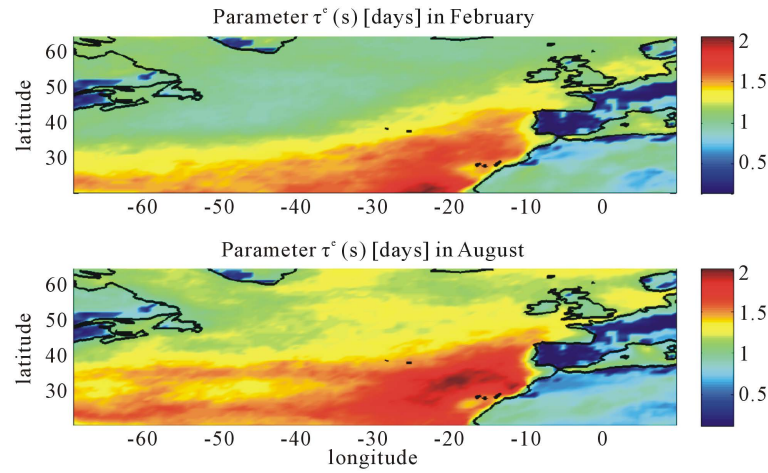 Parameter τᵉ (s) [days] in February
latitude
60
50
40
30
-60 -50 -40 -30 -20 -10 0
2
1.5
1
0.5
Parameter τᵉ (s) [days] in August
latitude
60
50
40
30
-60 -50 -40 -30 -20 -10 0
longitude
2
1.5
1
0.5